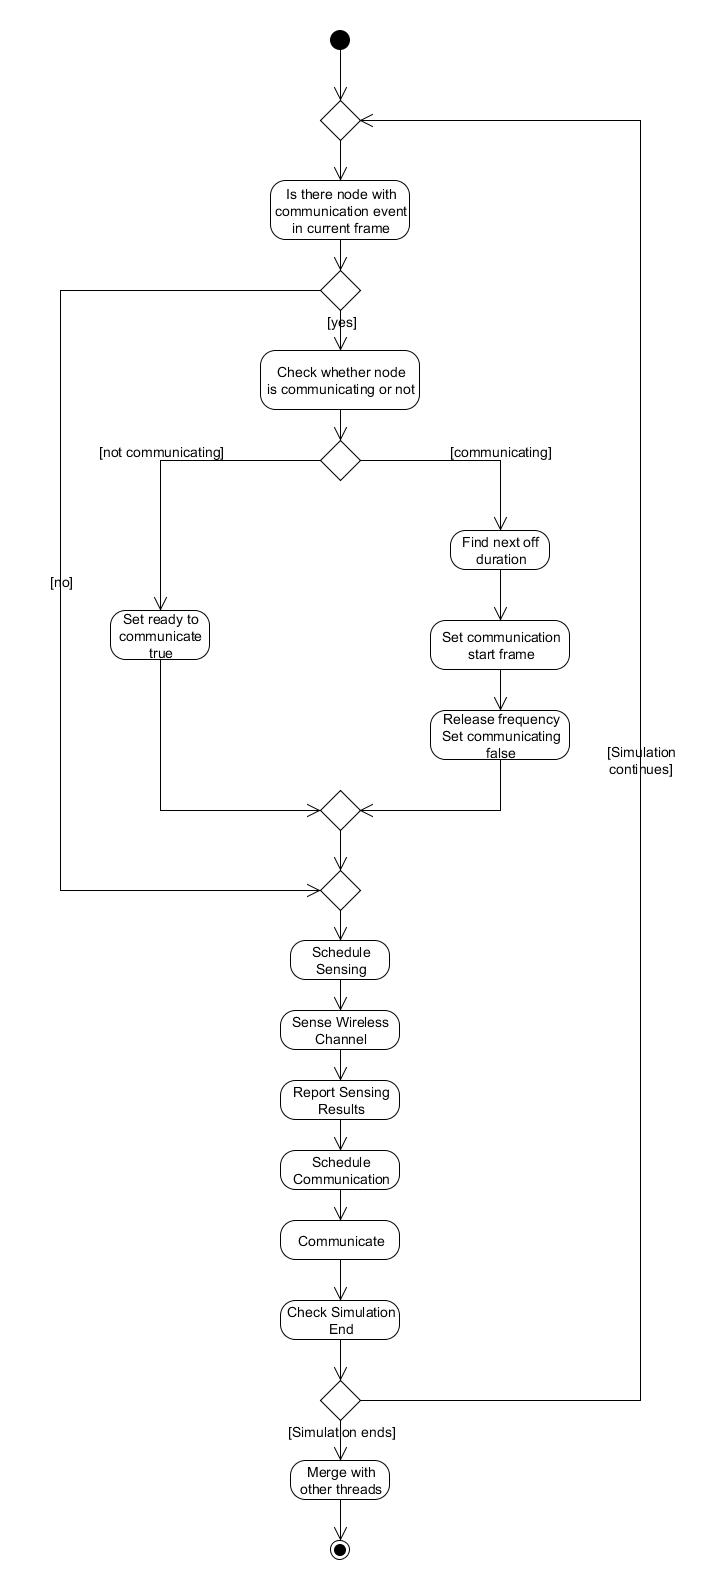 Is there node with
communication event
in current frame
[yes]
Check whether node
is communicating or not
[not communicating]
[communicating]
Find next off
duration
[no]
Set ready to
communicate
true
Set communication
start frame
Release frequency
Set communicating
false
[Simulation
continues]
Schedule
Sensing
Sense Wireless
Channel
Report Sensing
Results
Schedule
Communication
Communicate
Check Simulation
End
[Simulation ends]
Merge with
other threads